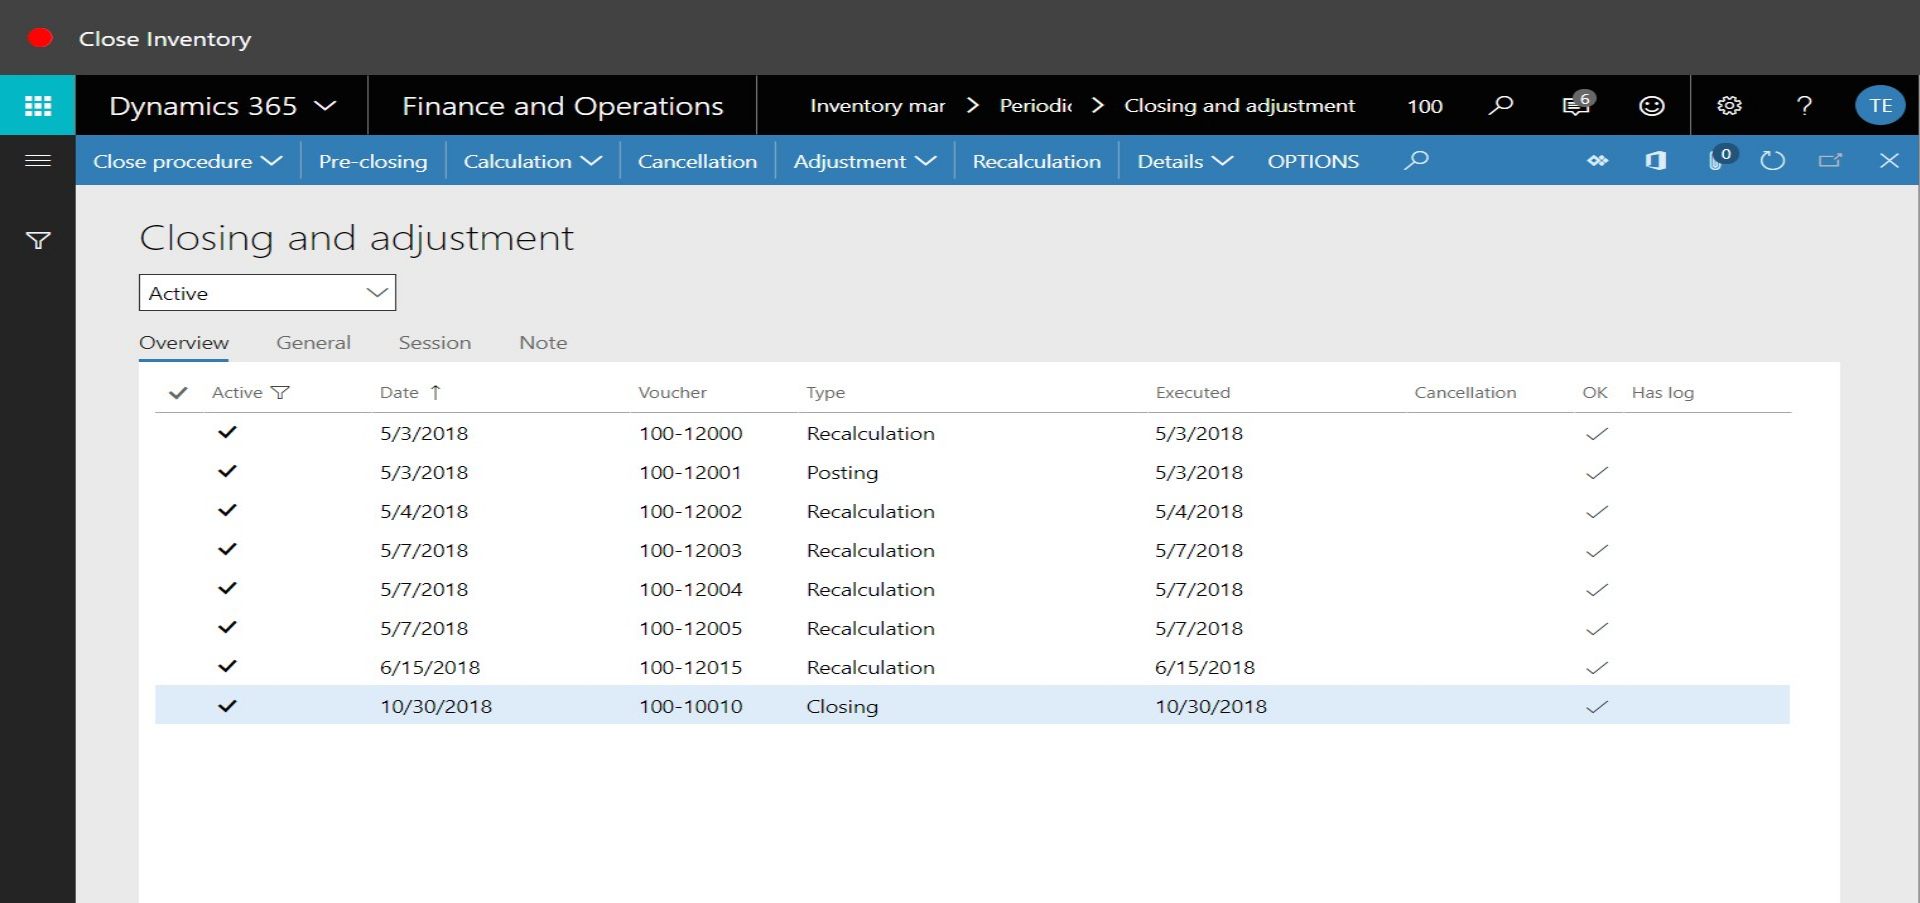 Close Inventory
Dynamics 365 Finance and Operations Inventory mar Periodic Closing and adjustment 100 6 ? TE
Close procedure Pre-closing Calculation Cancellation Adjustment Recalculation Details OPTIONS 0
Closing and adjustment
Active
Overview General Session Note
Active Date ↑ Voucher Type Executed Cancellation OK Has log
5/3/2018 100-12000 Recalculation 5/3/2018
5/3/2018 100-12001 Posting 5/3/2018
5/4/2018 100-12002 Recalculation 5/4/2018
5/7/2018 100-12003 Recalculation 5/7/2018
5/7/2018 100-12004 Recalculation 5/7/2018
5/7/2018 100-12005 Recalculation 5/7/2018
6/15/2018 100-12015 Recalculation 6/15/2018
10/30/2018 100-10010 Closing 10/30/2018